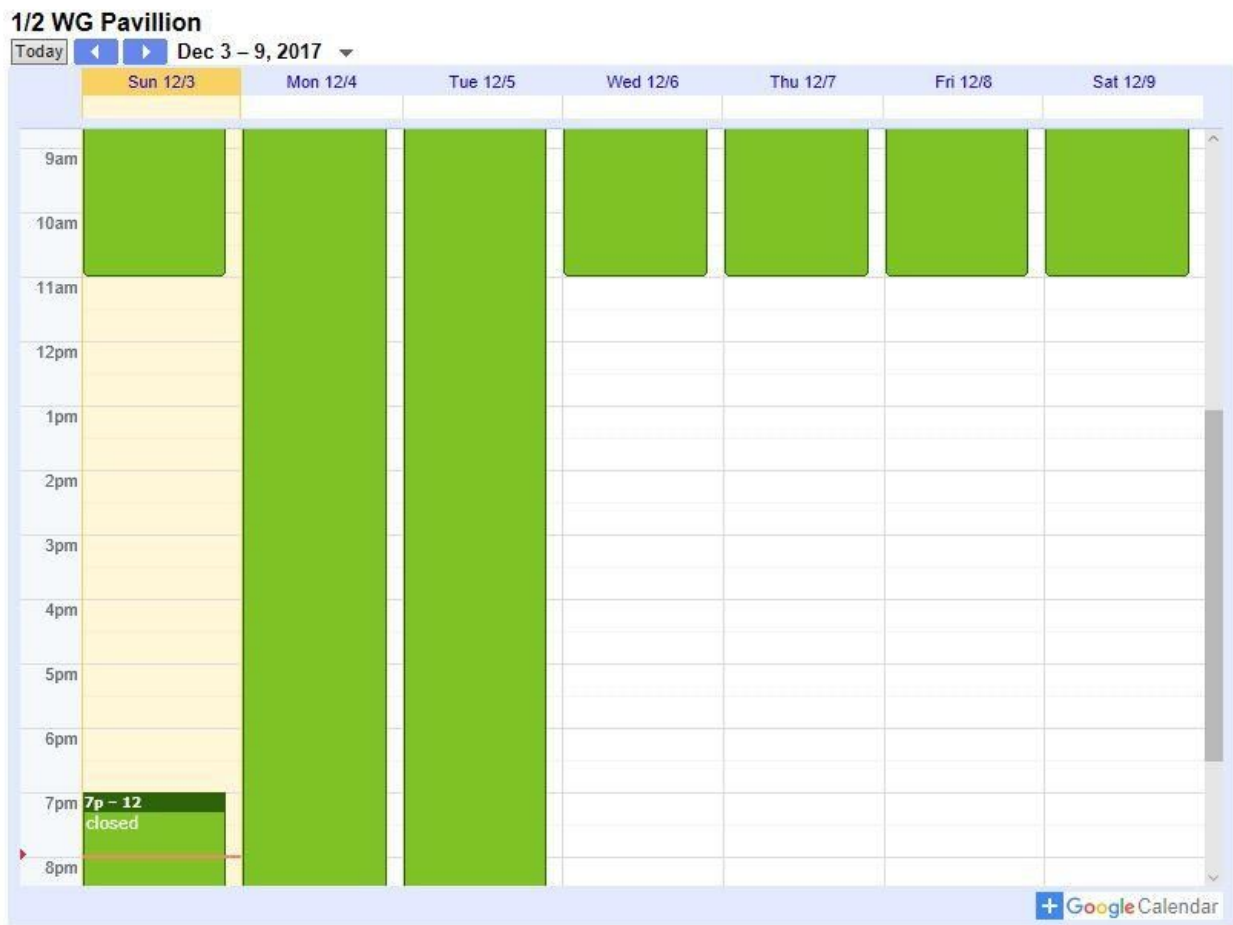 1/2 WG Pavillion
Today Dec 3 – 9, 2017
Sun 12/3 Mon 12/4 Tue 12/5 Wed 12/6 Thu 12/7 Fri 12/8 Sat 12/9
9am
10am
11am
12pm
1pm
2pm
3pm
4pm
5pm
6pm
7pm 7p – 12
closed
8pm
+ Google Calendar